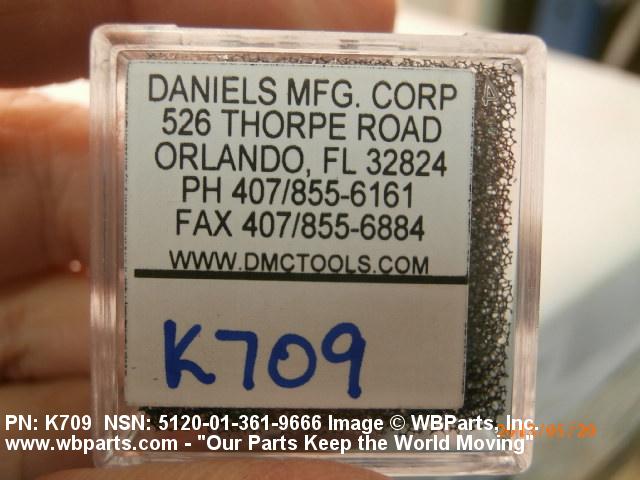 DANIELS MFG. CORP
526 THORPE ROAD
ORLANDO, FL 32824
PH 407/855-6161
FAX 407/855-6884
WWW.DMCTOOLS.COM
K709
PN: K709 NSN: 5120-01-361-9666 Image © WBParts, Inc.
www.wbparts.com - "Our Parts Keep the World Moving"